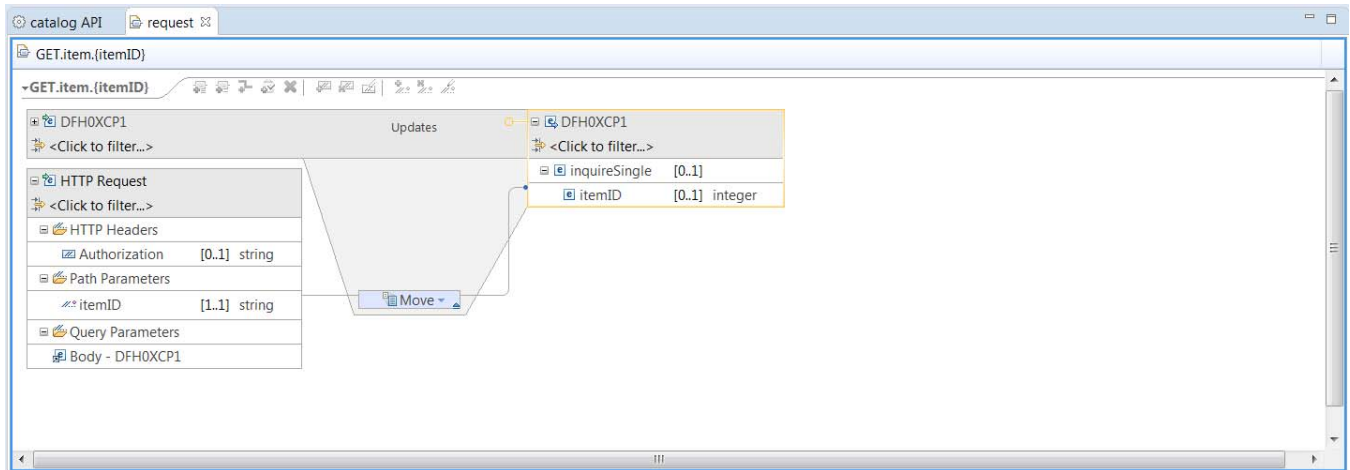 catalog API request
GET.item.{itemID}
GET.item.{itemID}
DFH0XCP1 Updates DFH0XCP1
<Click to filter...> <Click to filter...>
inquireSingle [0..1]
itemID [0..1] integer
HTTP Request
<Click to filter...>
HTTP Headers
Authorization [0..1] string
Path Parameters
itemID [1..1] string
Move
Query Parameters
Body - DFH0XCP1